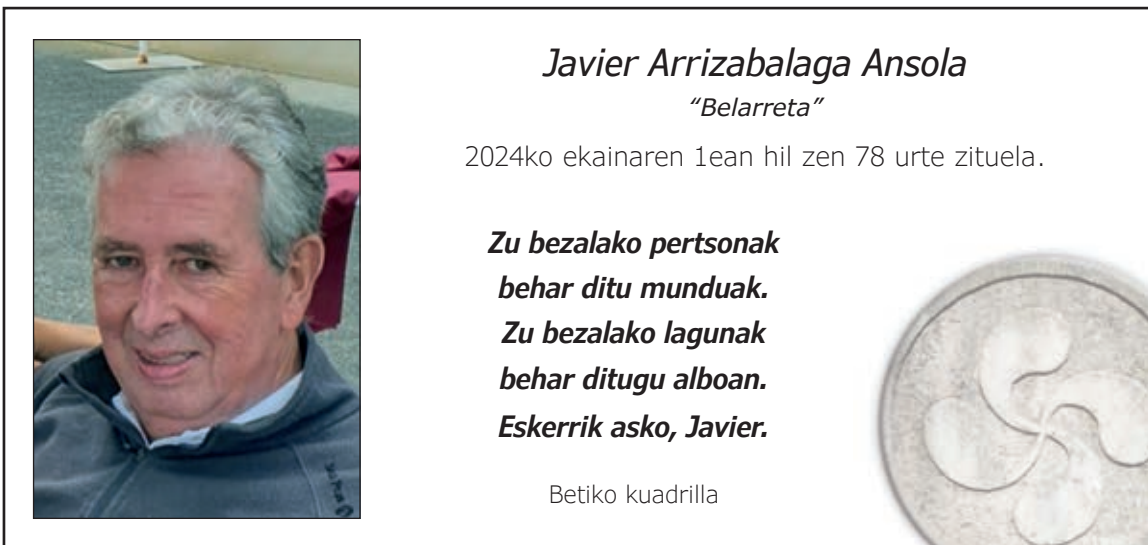 Javier Arrizabalaga Ansola
“Belarreta”
2024ko ekainaren 1ean hil zen 78 urte zituela.
Zu bezalako pertsonak
behar ditu munduak.
Zu bezalako lagunak
behar ditugu alboan.
Eskerrik asko, Javier.
Betiko kuadrilla